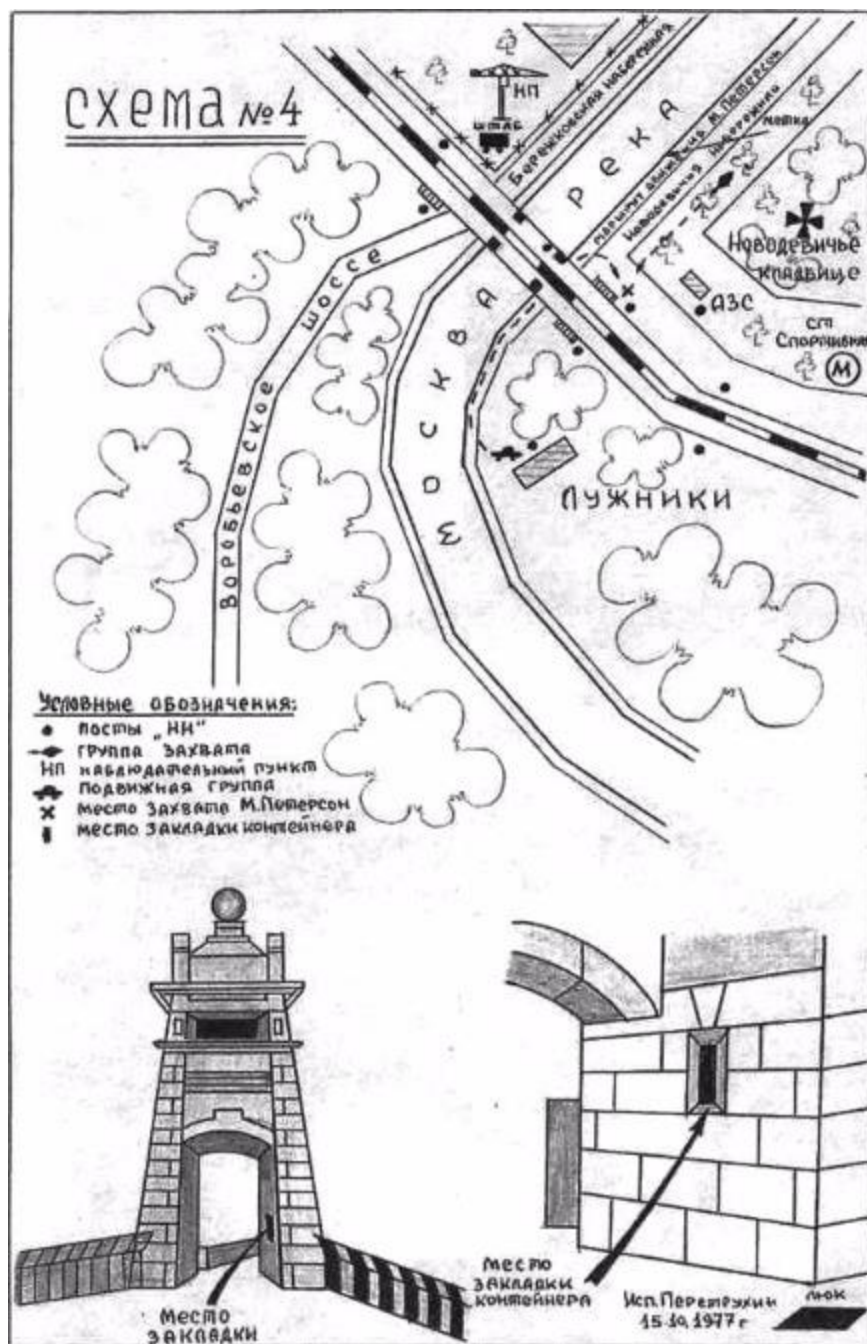 Схема №4
НП
ШТАБ
Бережковская набережная
РЕКА
МОСКВА
маршрут движения М. Петерсон
Новодевичья набережная
метка
Новодевичье
кладбище
АЗС
ст
Спортивная
М
Воробьевское шоссе
ЛУЖНИКИ
Условные обозначения:
посты „НН"
группа захвата
НП наблюдательный пункт
подвижная группа
место захвата М.Петерсон
место закладки контейнера
Место
закладки
Место
закладки
контейнера
Исп. Перетрухин
15.10.1977 г
люк